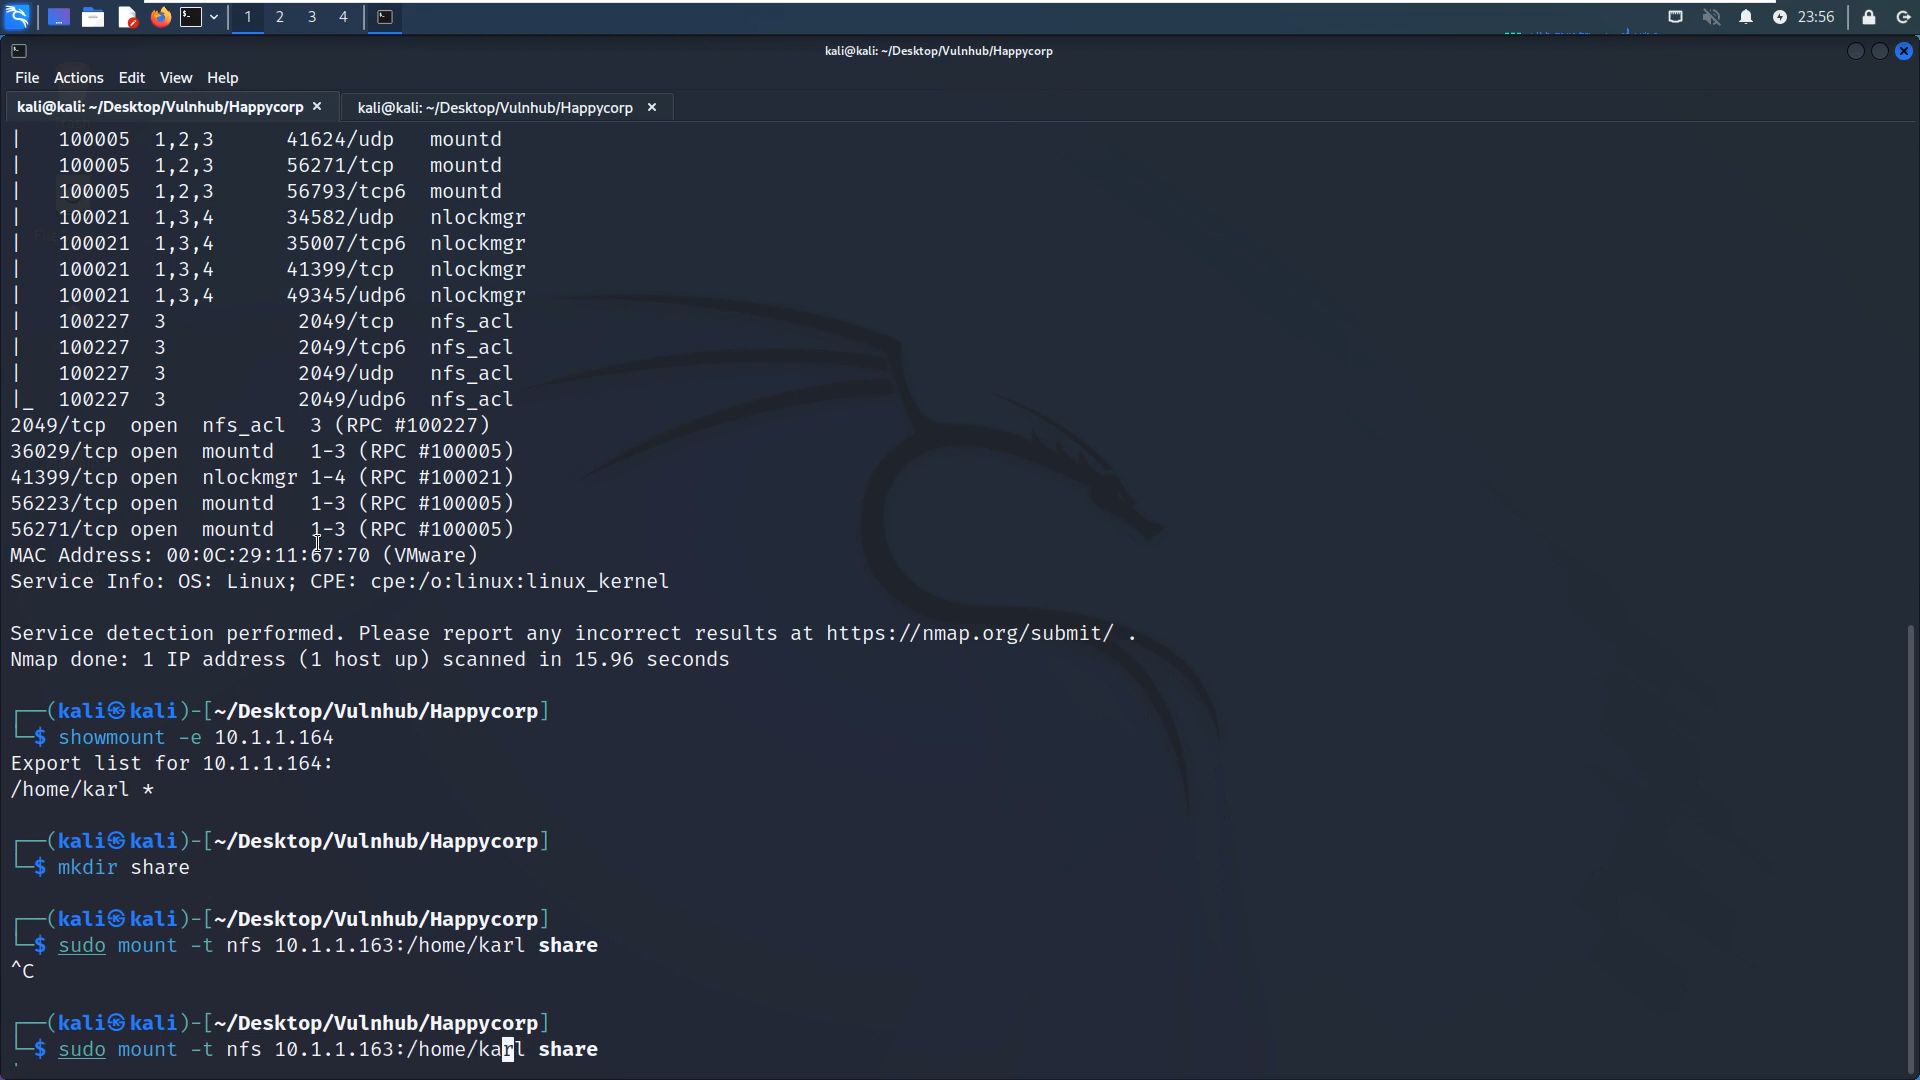 1 2 3 4 23:56
kali@kali: ~/Desktop/Vulnhub/Happycorp
File Actions Edit View Help
kali@kali: ~/Desktop/Vulnhub/Happycorp × kali@kali: ~/Desktop/Vulnhub/Happycorp ×
|   100005  1,2,3      41624/udp   mountd
|   100005  1,2,3      56271/tcp   mountd
|   100005  1,2,3      56793/tcp6  mountd
|   100021  1,3,4      34582/udp   nlockmgr
|   100021  1,3,4      35007/tcp6  nlockmgr
|   100021  1,3,4      41399/tcp   nlockmgr
|   100021  1,3,4      49345/udp6  nlockmgr
|   100227  3           2049/tcp   nfs_acl
|   100227  3           2049/tcp6  nfs_acl
|   100227  3           2049/udp   nfs_acl
|_  100227  3           2049/udp6  nfs_acl
2049/tcp  open  nfs_acl  3 (RPC #100227)
36029/tcp open  mountd   1-3 (RPC #100005)
41399/tcp open  nlockmgr 1-4 (RPC #100021)
56223/tcp open  mountd   1-3 (RPC #100005)
56271/tcp open  mountd   1-3 (RPC #100005)
MAC Address: 00:0C:29:11:67:70 (VMware)
Service Info: OS: Linux; CPE: cpe:/o:linux:linux_kernel
Service detection performed. Please report any incorrect results at https://nmap.org/submit/ .
Nmap done: 1 IP address (1 host up) scanned in 15.96 seconds
┌──(kali㉿kali)-[~/Desktop/Vulnhub/Happycorp]
└─$ showmount -e 10.1.1.164
Export list for 10.1.1.164:
/home/karl *
┌──(kali㉿kali)-[~/Desktop/Vulnhub/Happycorp]
└─$ mkdir share
┌──(kali㉿kali)-[~/Desktop/Vulnhub/Happycorp]
└─$ sudo mount -t nfs 10.1.1.163:/home/karl share
^C
┌──(kali㉿kali)-[~/Desktop/Vulnhub/Happycorp]
└─$ sudo mount -t nfs 10.1.1.163:/home/karl share